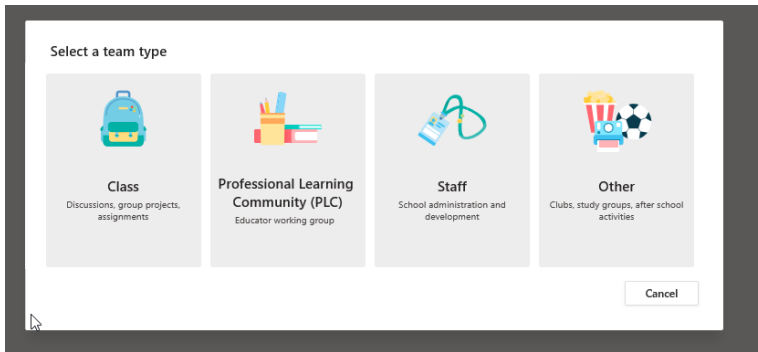 Select a team type
Class
Discussions, group projects,
assignments
Professional Learning
Community (PLC)
Educator working group
Staff
School administration and
development
Other
Clubs, study groups, after school
activities
Cancel